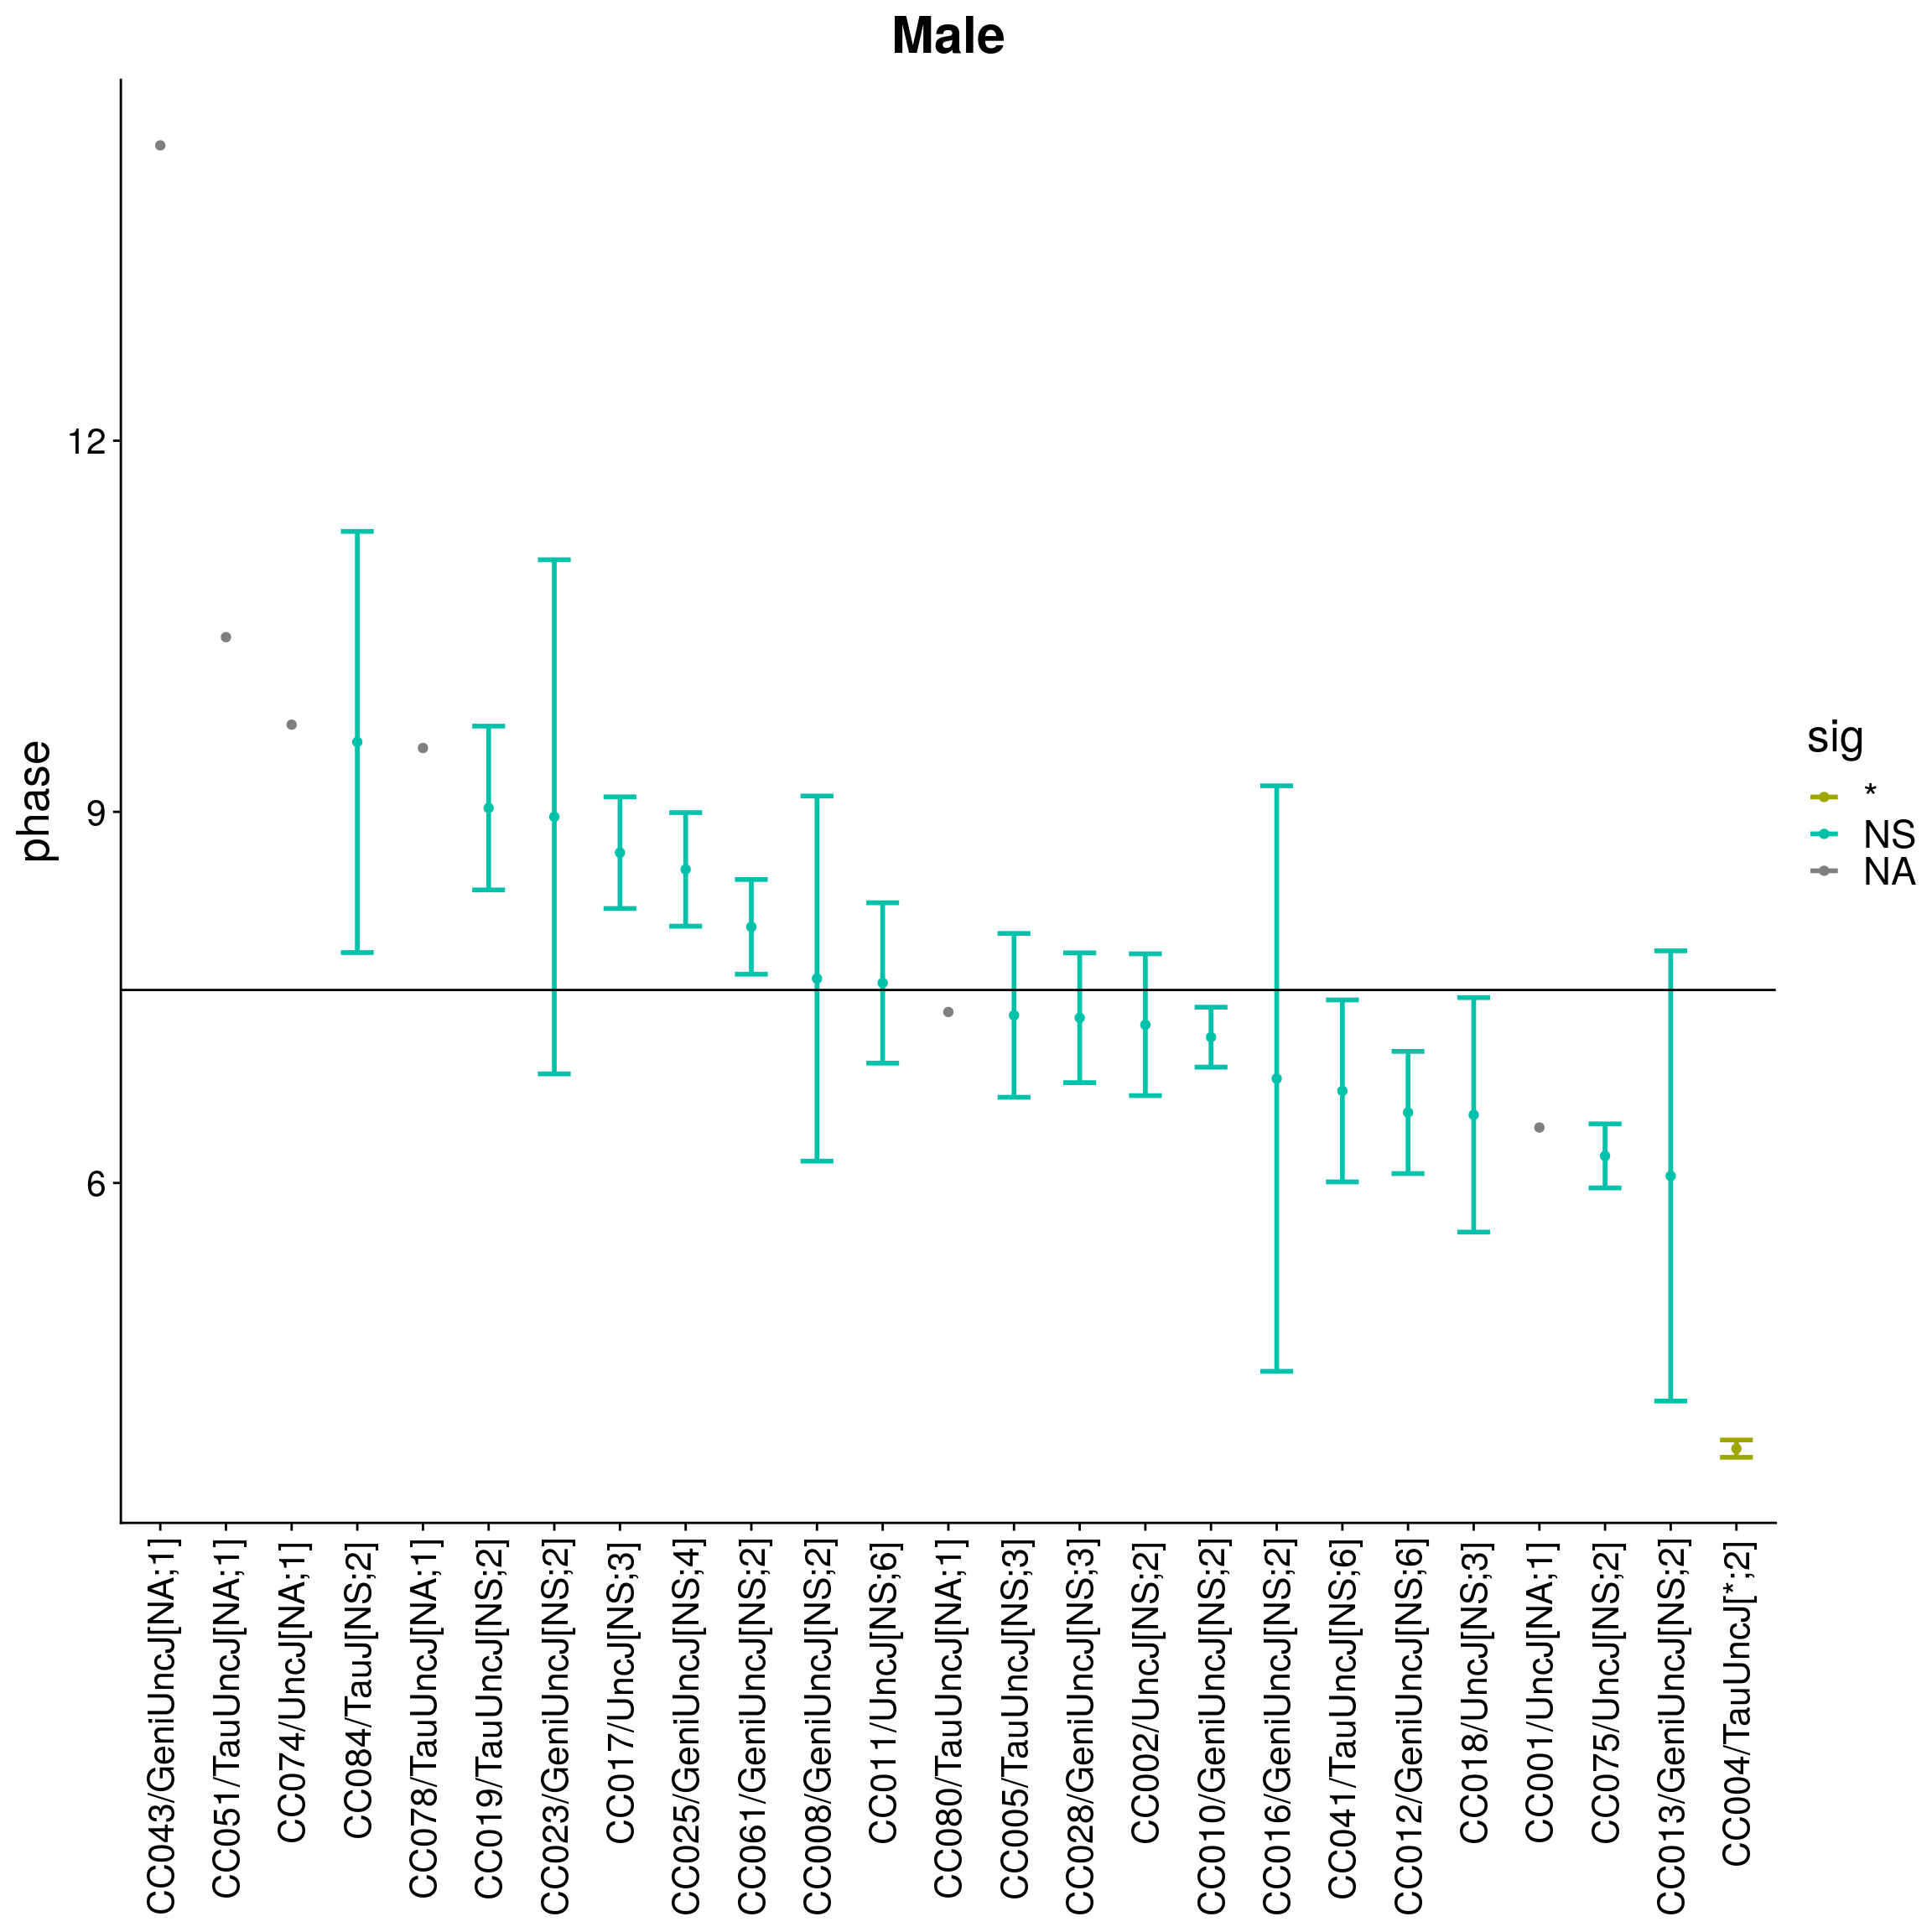 Male
phase
12
9
6
CC043/GeniUncJ[NA;1]
CC051/TauUncJ[NA;1]
CC074/UncJ[NA;1]
CC084/TauJ[NS;2]
CC078/TauUncJ[NA;1]
CC019/TauUncJ[NS;2]
CC023/GeniUncJ[NS;2]
CC017/UncJ[NS;3]
CC025/GeniUncJ[NS;4]
CC061/GeniUncJ[NS;2]
CC008/GeniUncJ[NS;2]
CC011/UncJ[NS;6]
CC080/TauUncJ[NA;1]
CC005/TauUncJ[NS;3]
CC028/GeniUncJ[NS;3]
CC002/UncJ[NS;2]
CC010/GeniUncJ[NS;2]
CC016/GeniUncJ[NS;2]
CC041/TauUncJ[NS;6]
CC012/GeniUncJ[NS;6]
CC018/UncJ[NS;3]
CC001/UncJ[NA;1]
CC075/UncJ[NS;2]
CC013/GeniUncJ[NS;2]
CC004/TauUncJ[*;2]
sig
*
NS
NA